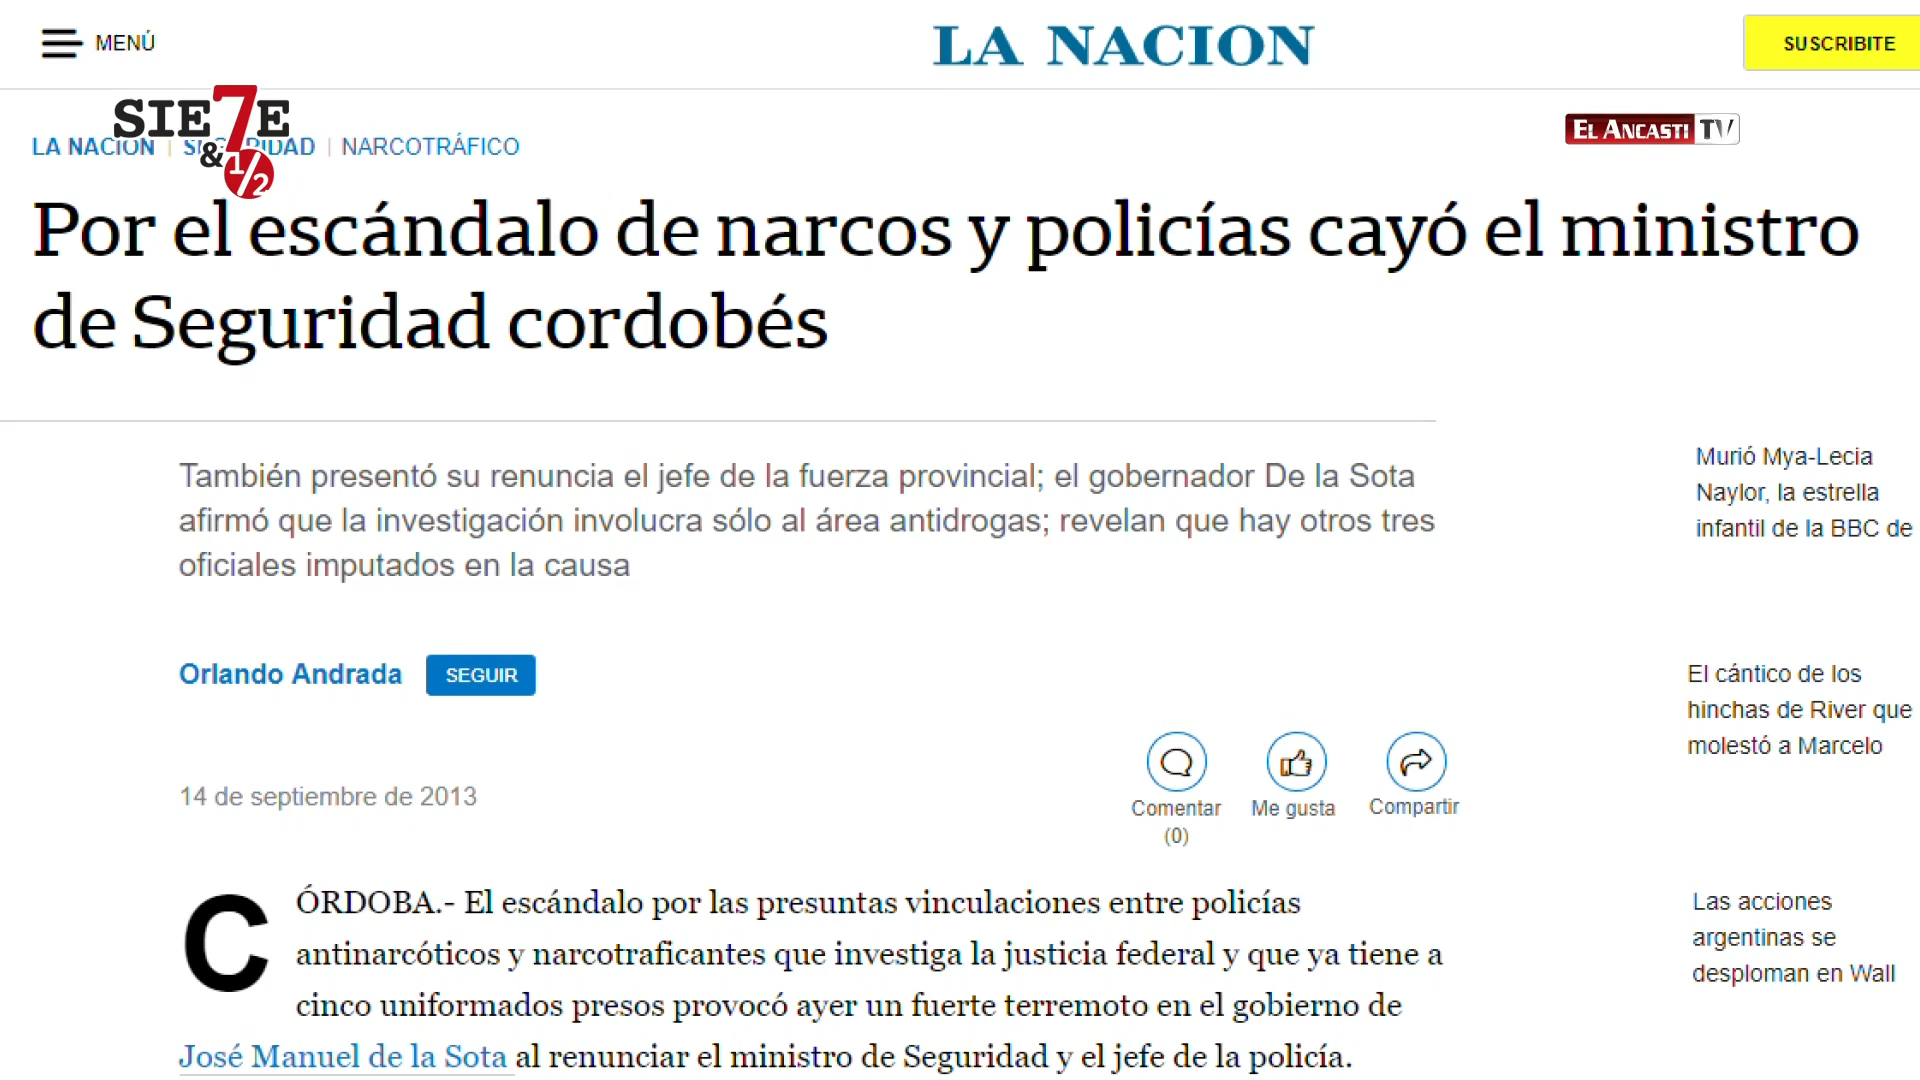 MENÚ
LA NACION
SUSCRIBITE
SIE7E
& 1/2
EL ANCASTI TV
LA NACION | SEGURIDAD | NARCOTRÁFICO
Por el escándalo de narcos y policías cayó el ministro
de Seguridad cordobés
También presentó su renuncia el jefe de la fuerza provincial; el gobernador De la Sota
afirmó que la investigación involucra sólo al área antidrogas; revelan que hay otros tres
oficiales imputados en la causa
Orlando Andrada
SEGUIR
14 de septiembre de 2013
Comentar
(0)
Me gusta
Compartir
CÓRDOBA.- El escándalo por las presuntas vinculaciones entre policías
antinarcóticos y narcotraficantes que investiga la justicia federal y que ya tiene a
cinco uniformados presos provocó ayer un fuerte terremoto en el gobierno de
José Manuel de la Sota al renunciar el ministro de Seguridad y el jefe de la policía.
Murió Mya-Lecia
Naylor, la estrella
infantil de la BBC de
El cántico de los
hinchas de River que
molestó a Marcelo
Las acciones
argentinas se
desploman en Wall